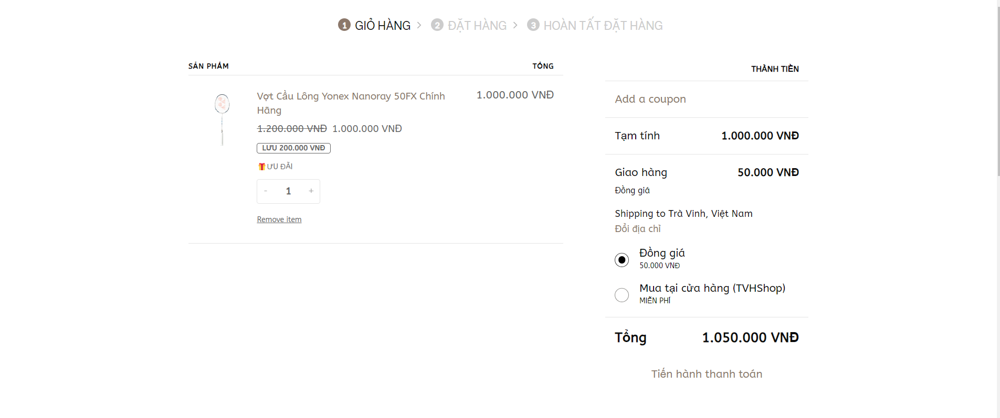 1 GIỎ HÀNG > 2 ĐẶT HÀNG > 3 HOÀN TẤT ĐẶT HÀNG
SẢN PHẨM TỔNG
Vợt Cầu Lông Yonex Nanoray 50FX Chính
Hãng
1.000.000 VNĐ
1.200.000 VNĐ 1.000.000 VNĐ
LƯU 200.000 VNĐ
ƯU ĐÃI
- 1 +
Remove item
THÀNH TIỀN
Add a coupon
Tạm tính 1.000.000 VNĐ
Giao hàng 50.000 VNĐ
Đồng giá
Shipping to Trà Vinh, Việt Nam
Đổi địa chỉ
Đồng giá
50.000 VNĐ
Mua tại cửa hàng (TVHShop)
MIỄN PHÍ
Tổng 1.050.000 VNĐ
Tiến hành thanh toán